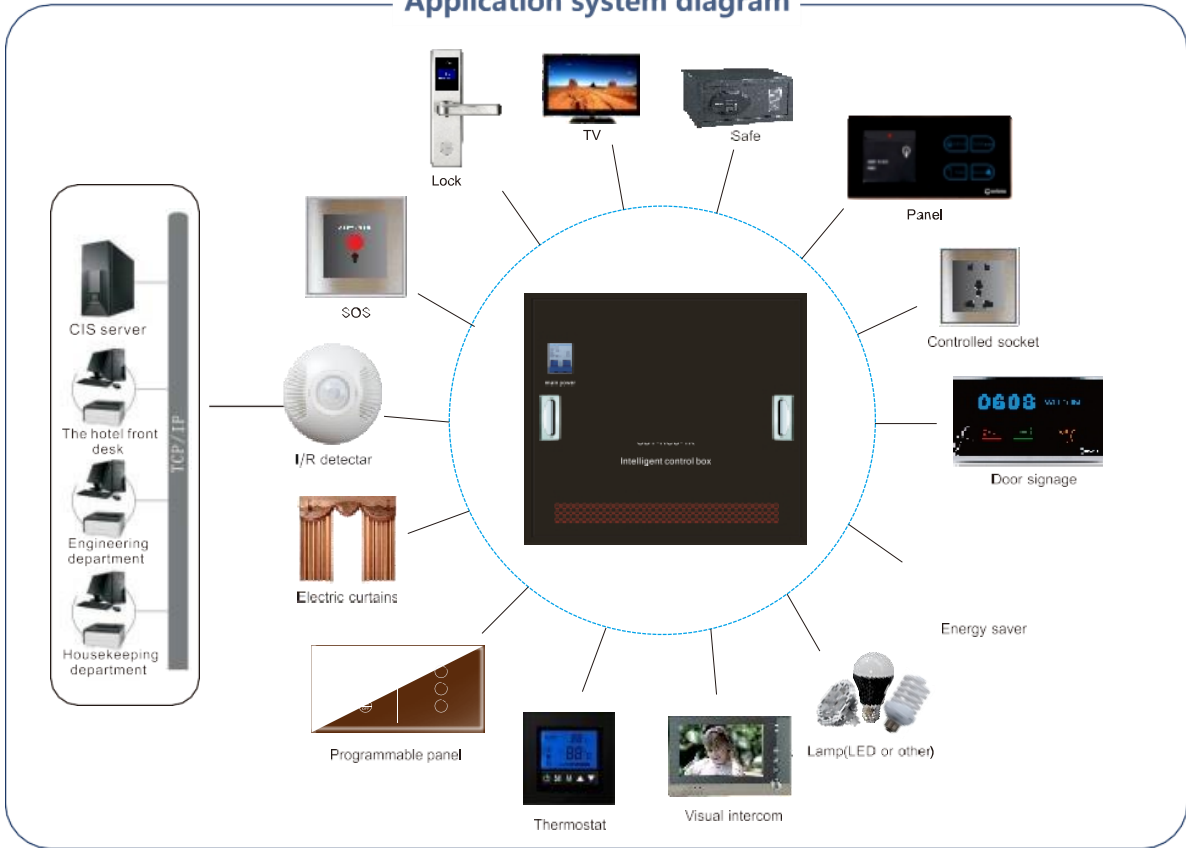 Application system diagram
Lock
TV
Safe
Panel
SOS
Controlled socket
CIS server
The hotel front
desk
Engineering
department
Housekeeping
department
TCP/IP
I/R detectar
main power
Intelligent control box
0608
Door signage
Electric curtains
Energy saver
Programmable panel
88
Lamp(LED or other)
Thermostat
Visual intercom